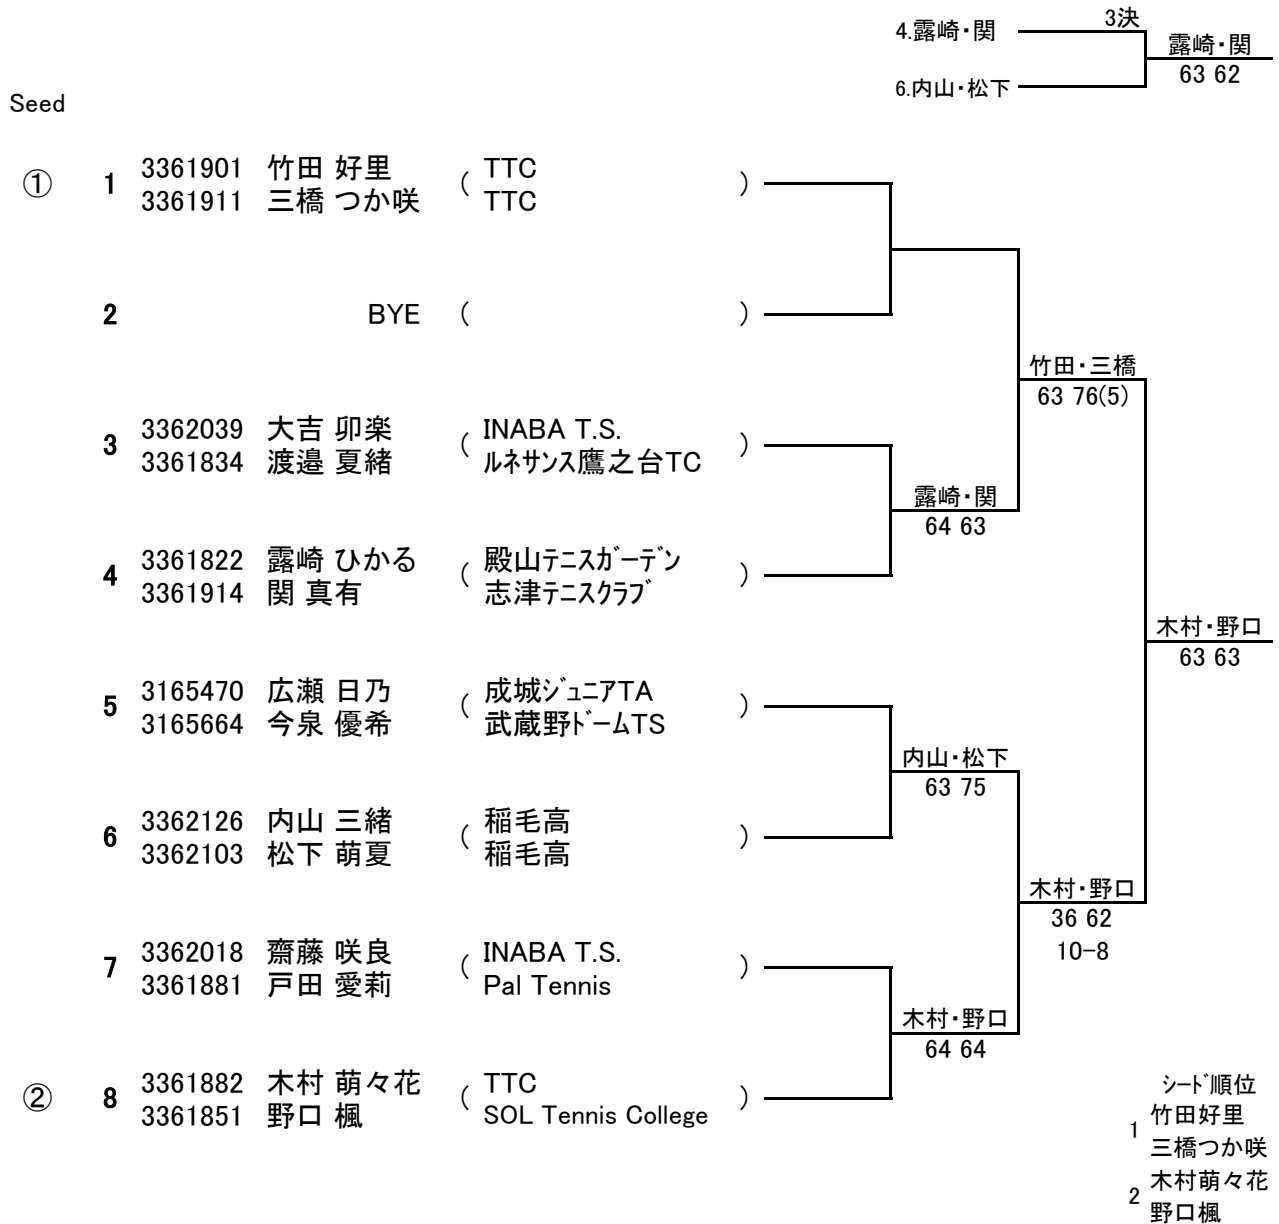 3決
4.露崎・関
露崎・関
63 62
6.内山・松下
Seed
① 1 3361901 竹田 好里 ( TTC )
3361911 三橋 つか咲 TTC
2 BYE ( )
竹田・三橋
63 76(5)
3 3362039 大吉 卯楽 ( INABA T.S. )
3361834 渡邉 夏緒 ルネサンス鷹之台TC
露崎・関
64 63
4 3361822 露崎 ひかる ( 殿山テニスガーデン )
3361914 関 真有 志津テニスクラブ
木村・野口
63 63
5 3165470 広瀬 日乃 ( 成城ジュニアTA )
3165664 今泉 優希 武蔵野ドームTS
内山・松下
63 75
6 3362126 内山 三緒 ( 稲毛高 )
3362103 松下 萌夏 稲毛高
木村・野口
36 62
10-8
7 3362018 齋藤 咲良 ( INABA T.S. )
3361881 戸田 愛莉 Pal Tennis
木村・野口
64 64
② 8 3361882 木村 萌々花 ( TTC )
3361851 野口 楓 SOL Tennis College
シード順位
1 竹田好里
三橋つか咲
2 木村萌々花
野口楓